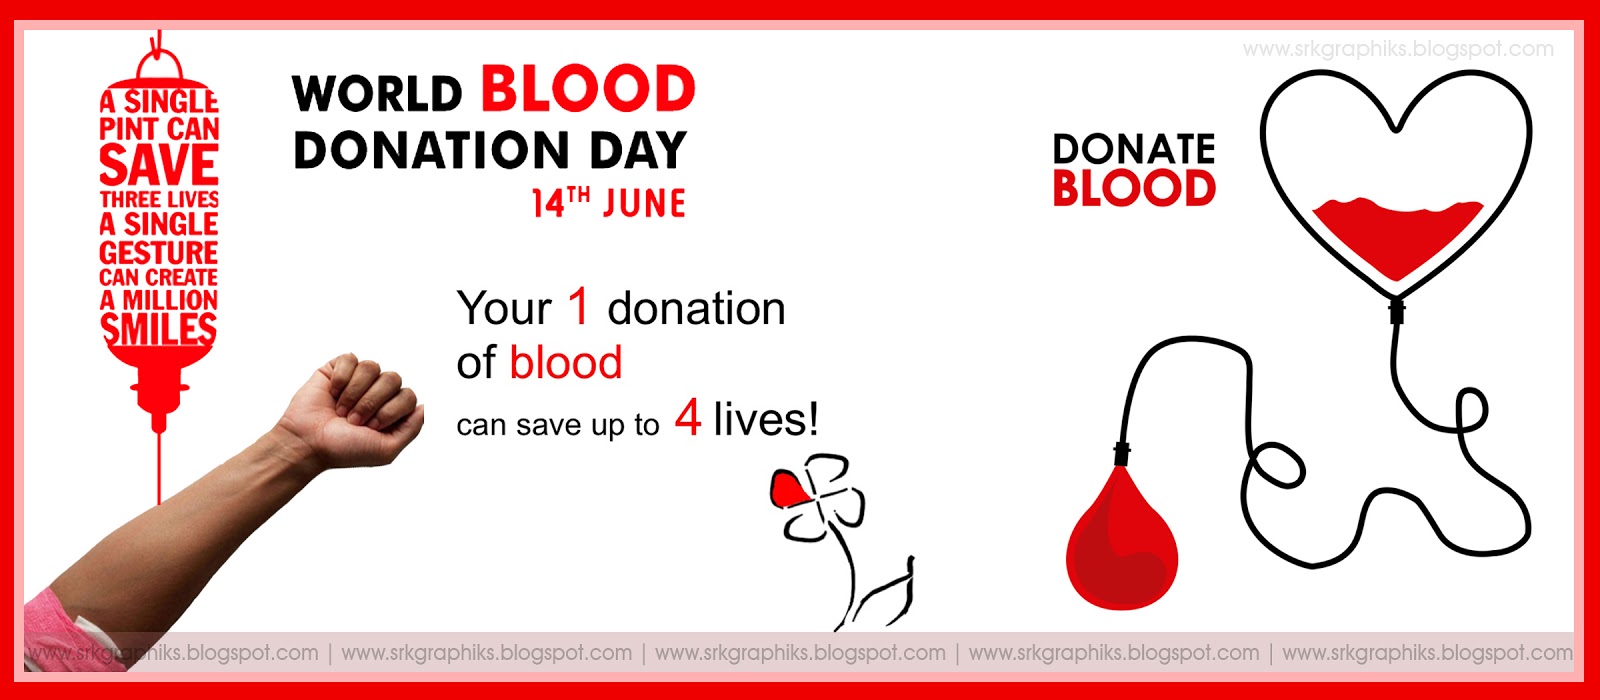 www.srkgraphiks.blogspot.com
A SINGLE
PINT CAN
SAVE
THREE LIVES
A SINGLE
GESTURE
CAN CREATE
A MILLION
SMILES
WORLD BLOOD
DONATION DAY
14TH JUNE
Your 1 donation
of blood
can save up to 4 lives!
DONATE
BLOOD
www.srkgraphiks.blogspot.com | www.srkgraphiks.blogspot.com | www.srkgraphiks.blogspot.com | www.srkgraphiks.blogspot.com | www.srkgraphiks.blogspot.com